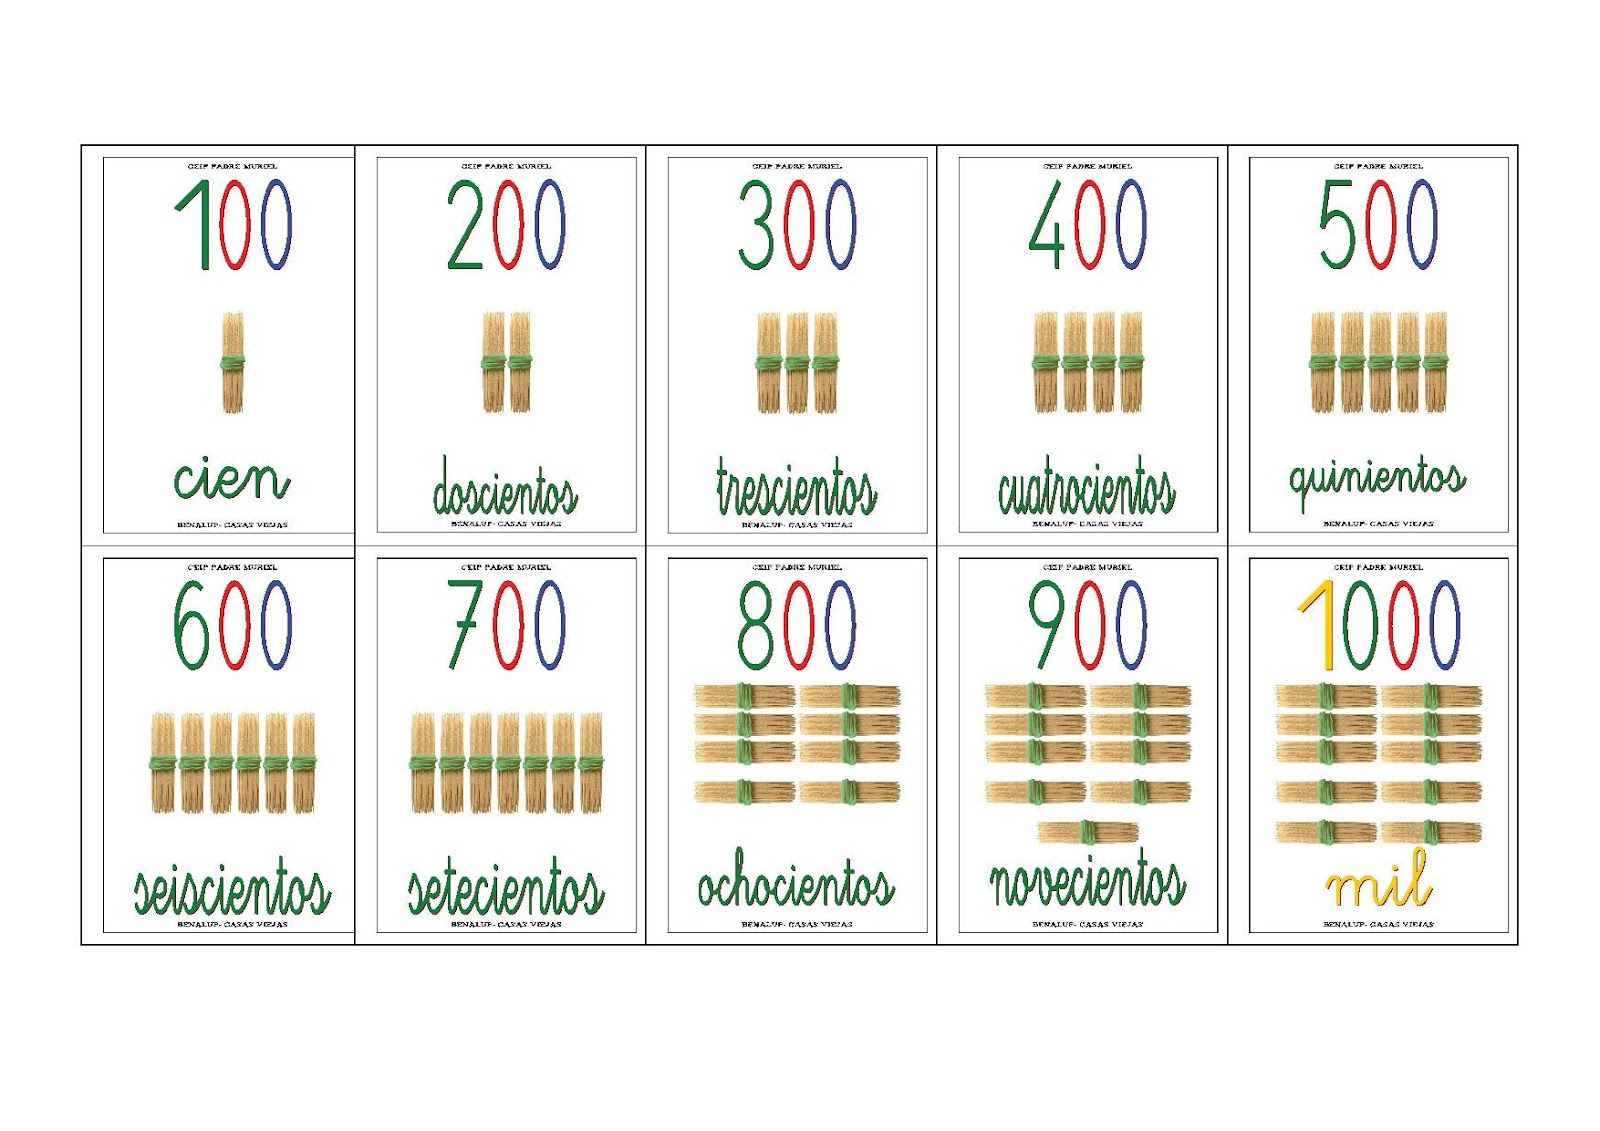 CEIP PADRE MURIEL
100
cien
BENALUP- CASAS VIEJAS
CEIP PADRE MURIEL
200
doscientos
BENALUP- CASAS VIEJAS
CEIP PADRE MURIEL
300
trescientos
BENALUP- CASAS VIEJAS
CEIP PADRE MURIEL
400
cuatrocientos
BENALUP- CASAS VIEJAS
CEIP PADRE MURIEL
500
quinientos
BENALUP- CASAS VIEJAS
CEIP PADRE MURIEL
600
seiscientos
BENALUP- CASAS VIEJAS
CEIP PADRE MURIEL
700
setecientos
BENALUP- CASAS VIEJAS
CEIP PADRE MURIEL
800
ochocientos
BENALUP- CASAS VIEJAS
CEIP PADRE MURIEL
900
novecientos
BENALUP- CASAS VIEJAS
CEIP PADRE MURIEL
1000
mil
BENALUP- CASAS VIEJAS